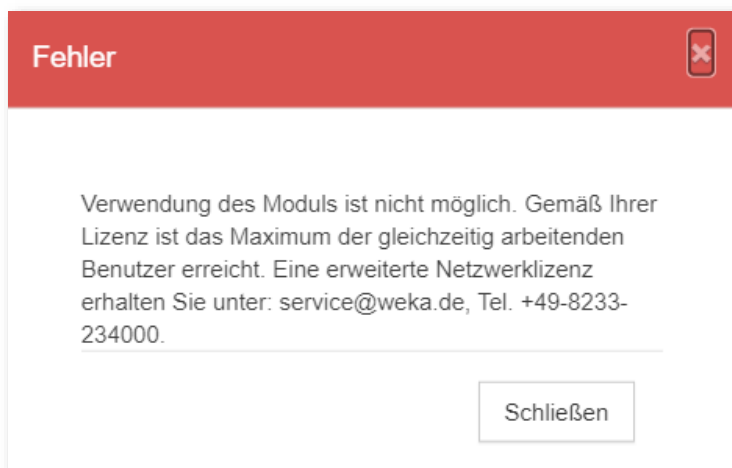 Fehler
Verwendung des Moduls ist nicht möglich. Gemäß Ihrer
Lizenz ist das Maximum der gleichzeitig arbeitenden
Benutzer erreicht. Eine erweiterte Netzwerklizenz
erhalten Sie unter: service@weka.de, Tel. +49-8233-
234000.
Schließen